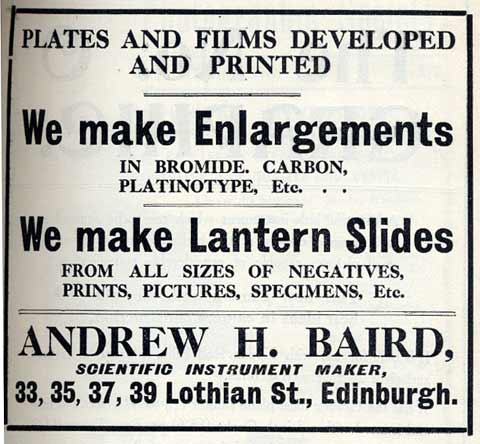 PLATES AND FILMS DEVELOPED
AND PRINTED
We make Enlargements
IN BROMIDE. CARBON,
PLATINOTYPE, Etc. . .
We make Lantern Slides
FROM ALL SIZES OF NEGATIVES,
PRINTS, PICTURES, SPECIMENS, Etc.
ANDREW H. BAIRD,
SCIENTIFIC INSTRUMENT MAKER,
33, 35, 37, 39 Lothian St., Edinburgh.